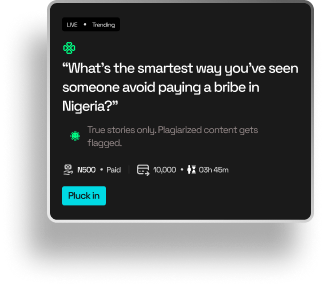 LIVE • Trending
“What’s the smartest way you’ve seen
someone avoid paying a bribe in
Nigeria?”
True stories only. Plagiarized content gets
flagged.
₦500 • Paid 10,000 • 03h 45m
Pluck in